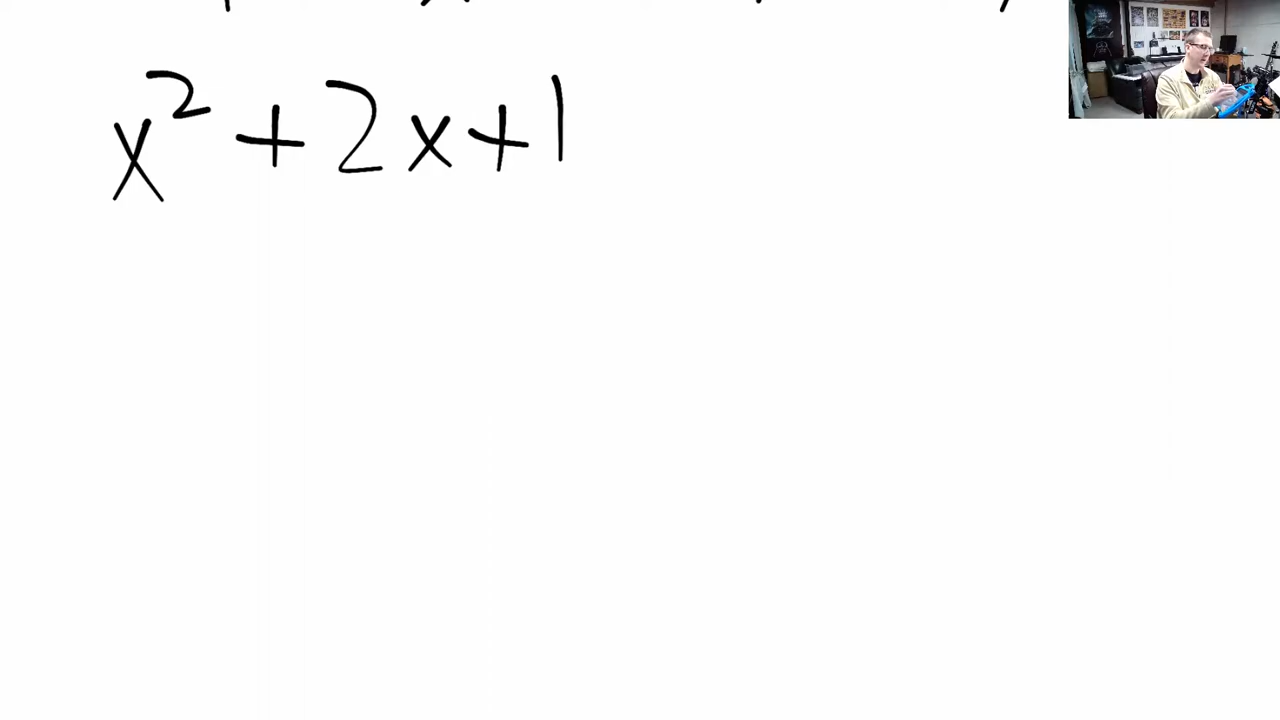 x² + 2x + 1